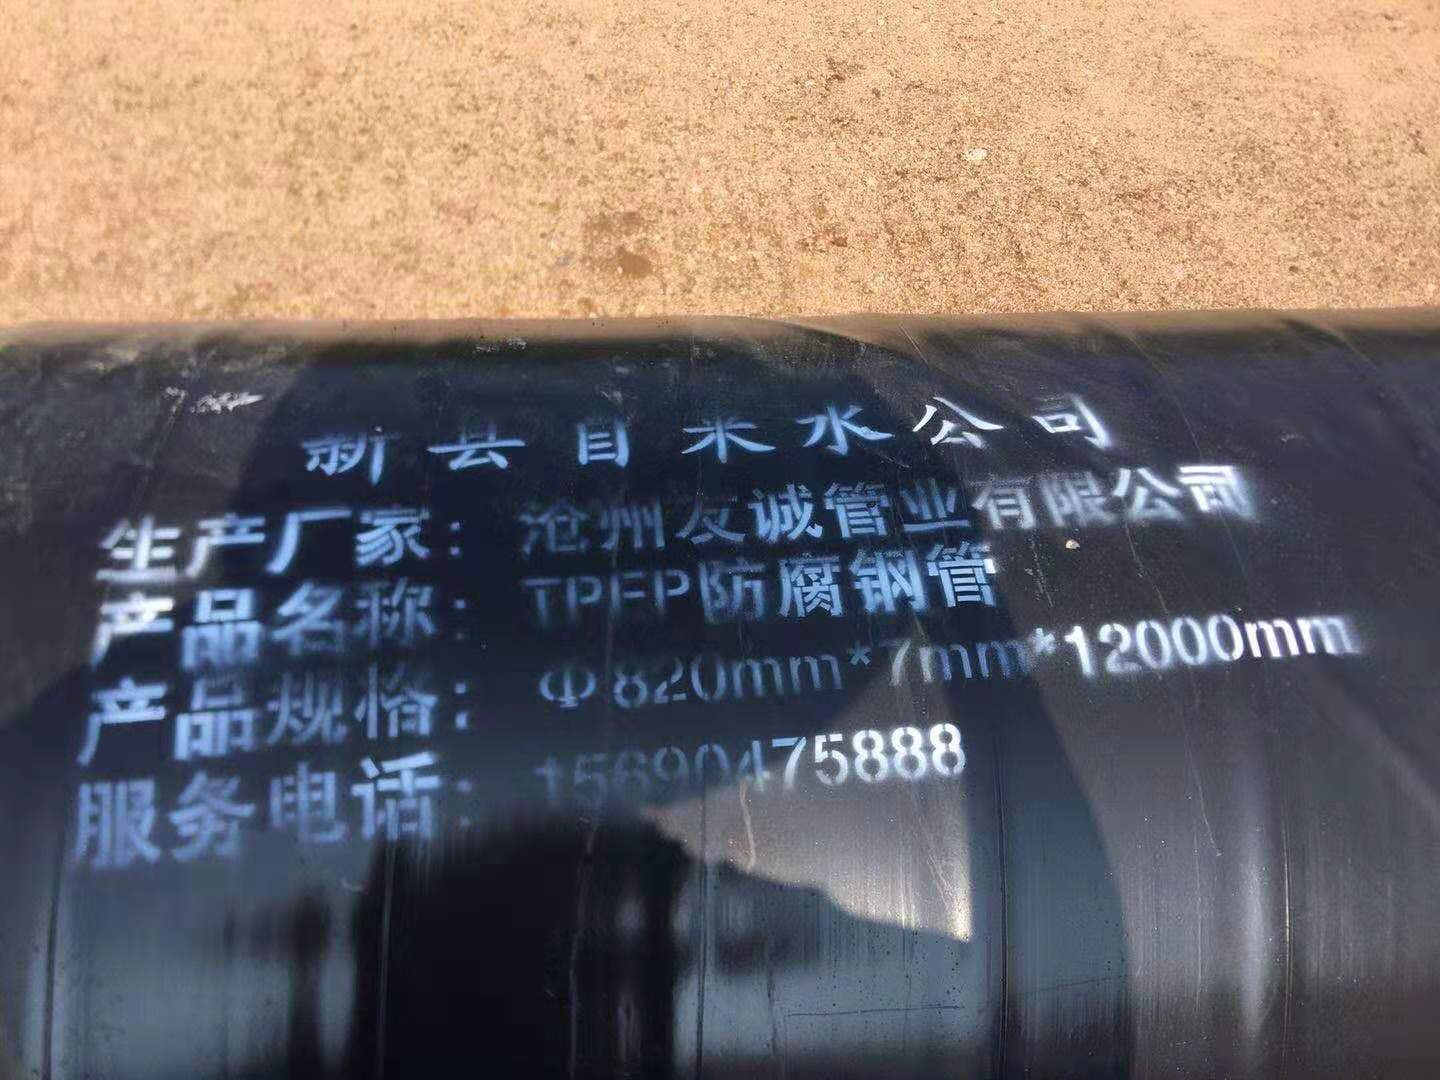 新县自来水公司
生产厂家：沧州友诚管业有限公司
产品名称：TPEP防腐钢管
产品规格：Φ820mm*7mm*12000mm
服务电话：15690475888